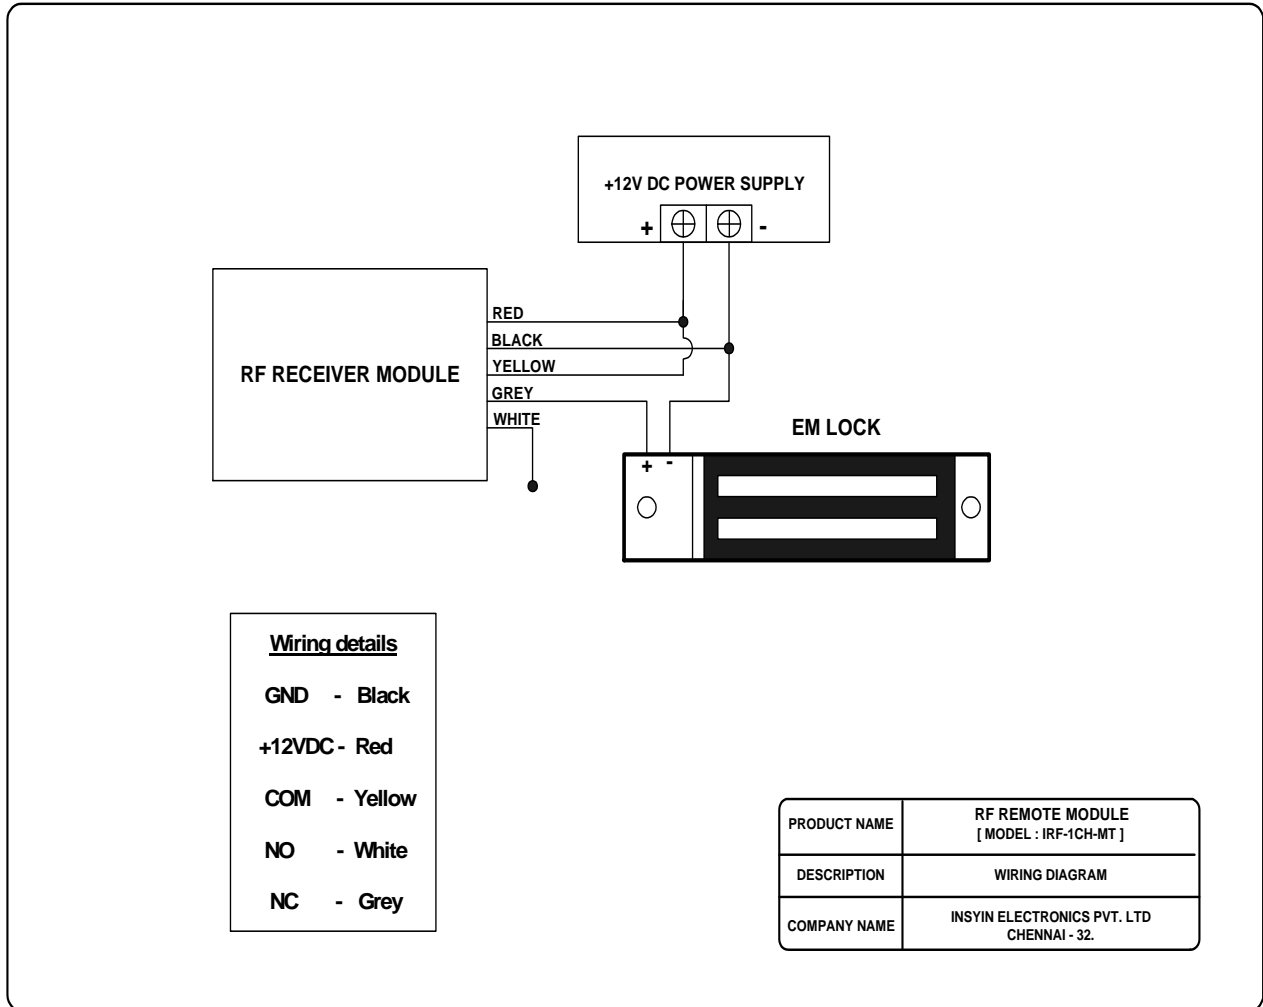 +12V DC POWER SUPPLY
+ -
RED
BLACK
YELLOW
RF RECEIVER MODULE
GREY
WHITE
EM LOCK
+ -
Wiring details
GND - Black
+12VDC - Red
COM - Yellow
NO - White
NC - Grey
PRODUCT NAME
RF REMOTE MODULE
[ MODEL : IRF-1CH-MT ]
DESCRIPTION
WIRING DIAGRAM
COMPANY NAME
INSYIN ELECTRONICS PVT. LTD
CHENNAI - 32.